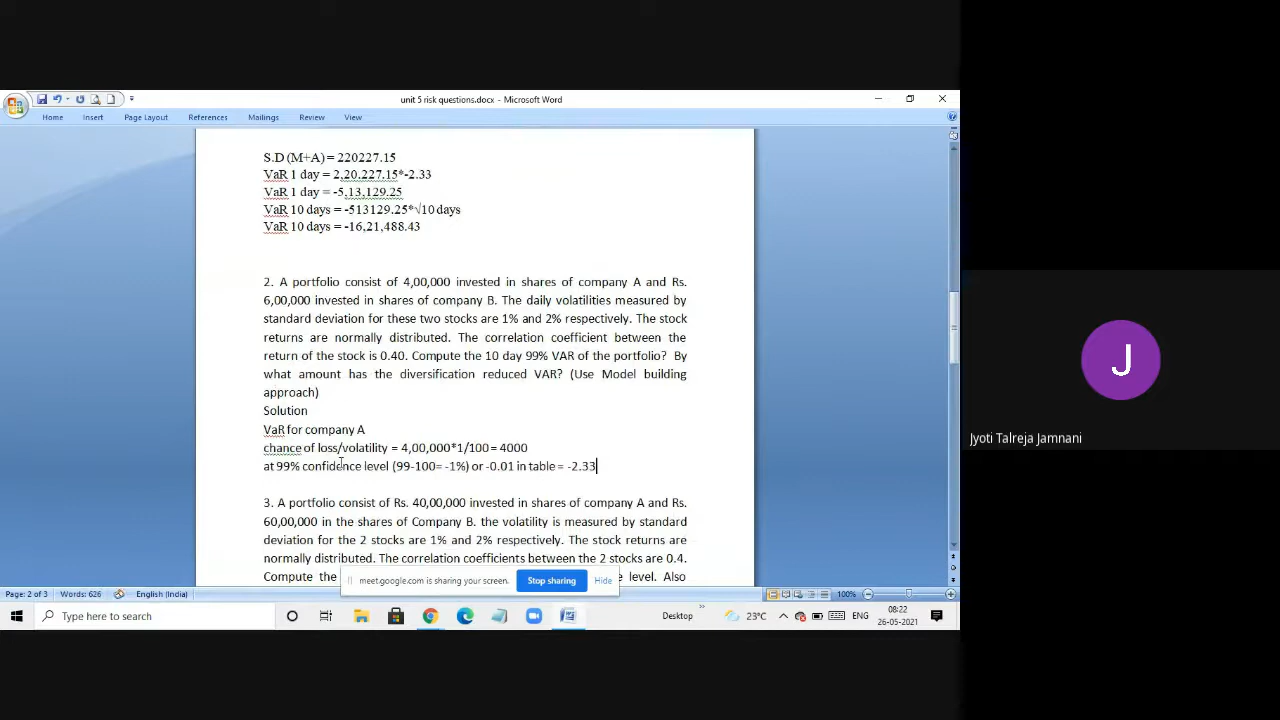 unit 5 risk questions.docx - Microsoft Word
Home Insert Page Layout References Mailings Review View
S.D (M+A) = 220227.15
VaR 1 day = 2,20,227.15*-2.33
VaR 1 day = -5,13,129.25
VaR 10 days = -513129.25*√10 days
VaR 10 days = -16,21,488.43
2. A portfolio consist of 4,00,000 invested in shares of company A and Rs.
6,00,000 invested in shares of company B. The daily volatilities measured by
standard deviation for these two stocks are 1% and 2% respectively. The stock
returns are normally distributed. The correlation coefficient between the
return of the stock is 0.40. Compute the 10 day 99% VAR of the portfolio? By
what amount has the diversification reduced VAR? (Use Model building
approach)
Solution
VaR for company A
chance of loss/volatility = 4,00,000*1/100 = 4000
at 99% confidence level (99-100= -1%) or -0.01 in table = -2.33
3. A portfolio consist of Rs. 40,00,000 invested in shares of company A and Rs.
60,00,000 in the shares of Company B. the volatility is measured by standard
deviation for the 2 stocks are 1% and 2% respectively. The stock returns are
normally distributed. The correlation coefficients between the 2 stocks are 0.4.
Compute the e level. Also
meet.google.com is sharing your screen. Stop sharing Hide
Page: 2 of 3 Words: 626 English (India) 100%
Type here to search Desktop 23°C 08:22
26-05-2021
J
Jyoti Talreja Jamnani